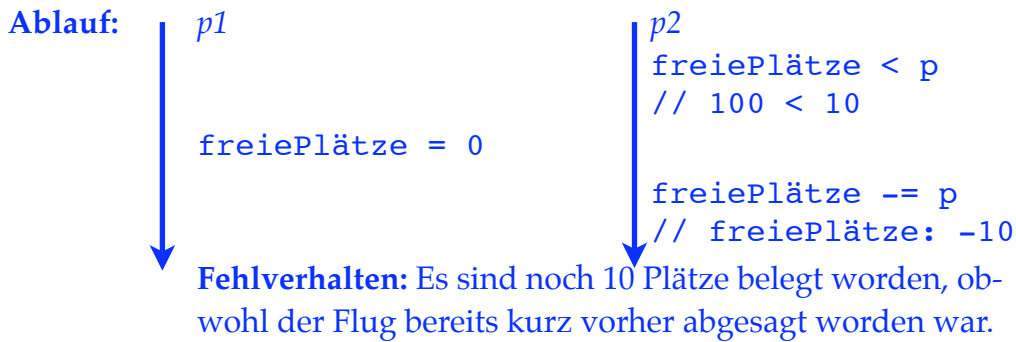 Ablauf: p1 p2
freiePlätze < p
// 100 < 10
freiePlätze = 0
freiePlätze -= p
// freiePlätze: -10
Fehlverhalten: Es sind noch 10 Plätze belegt worden, ob-
wohl der Flug bereits kurz vorher abgesagt worden war.